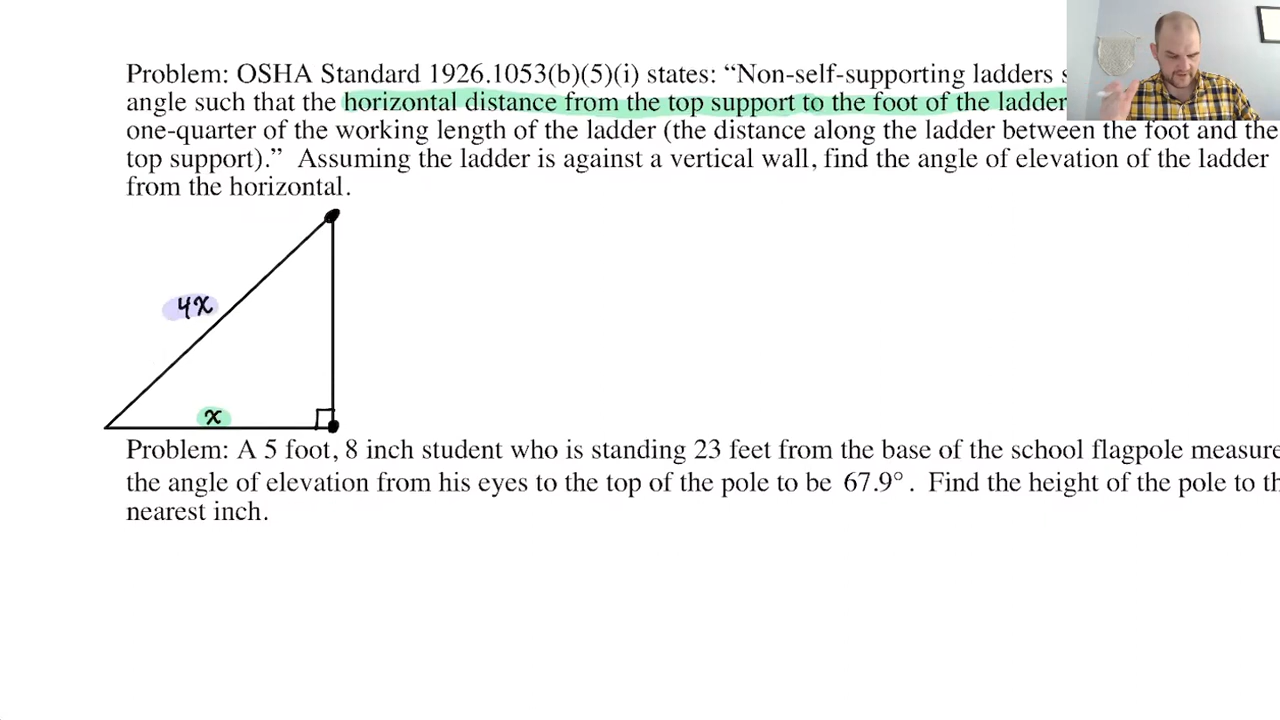 Problem: OSHA Standard 1926.1053(b)(5)(i) states: “Non-self-supporting ladders
angle such that the horizontal distance from the top support to the foot of the ladder
one-quarter of the working length of the ladder (the distance along the ladder between the foot and the
top support).” Assuming the ladder is against a vertical wall, find the angle of elevation of the ladder
from the horizontal.
4x
x
Problem: A 5 foot, 8 inch student who is standing 23 feet from the base of the school flagpole measure
the angle of elevation from his eyes to the top of the pole to be 67.9°. Find the height of the pole to
nearest inch.